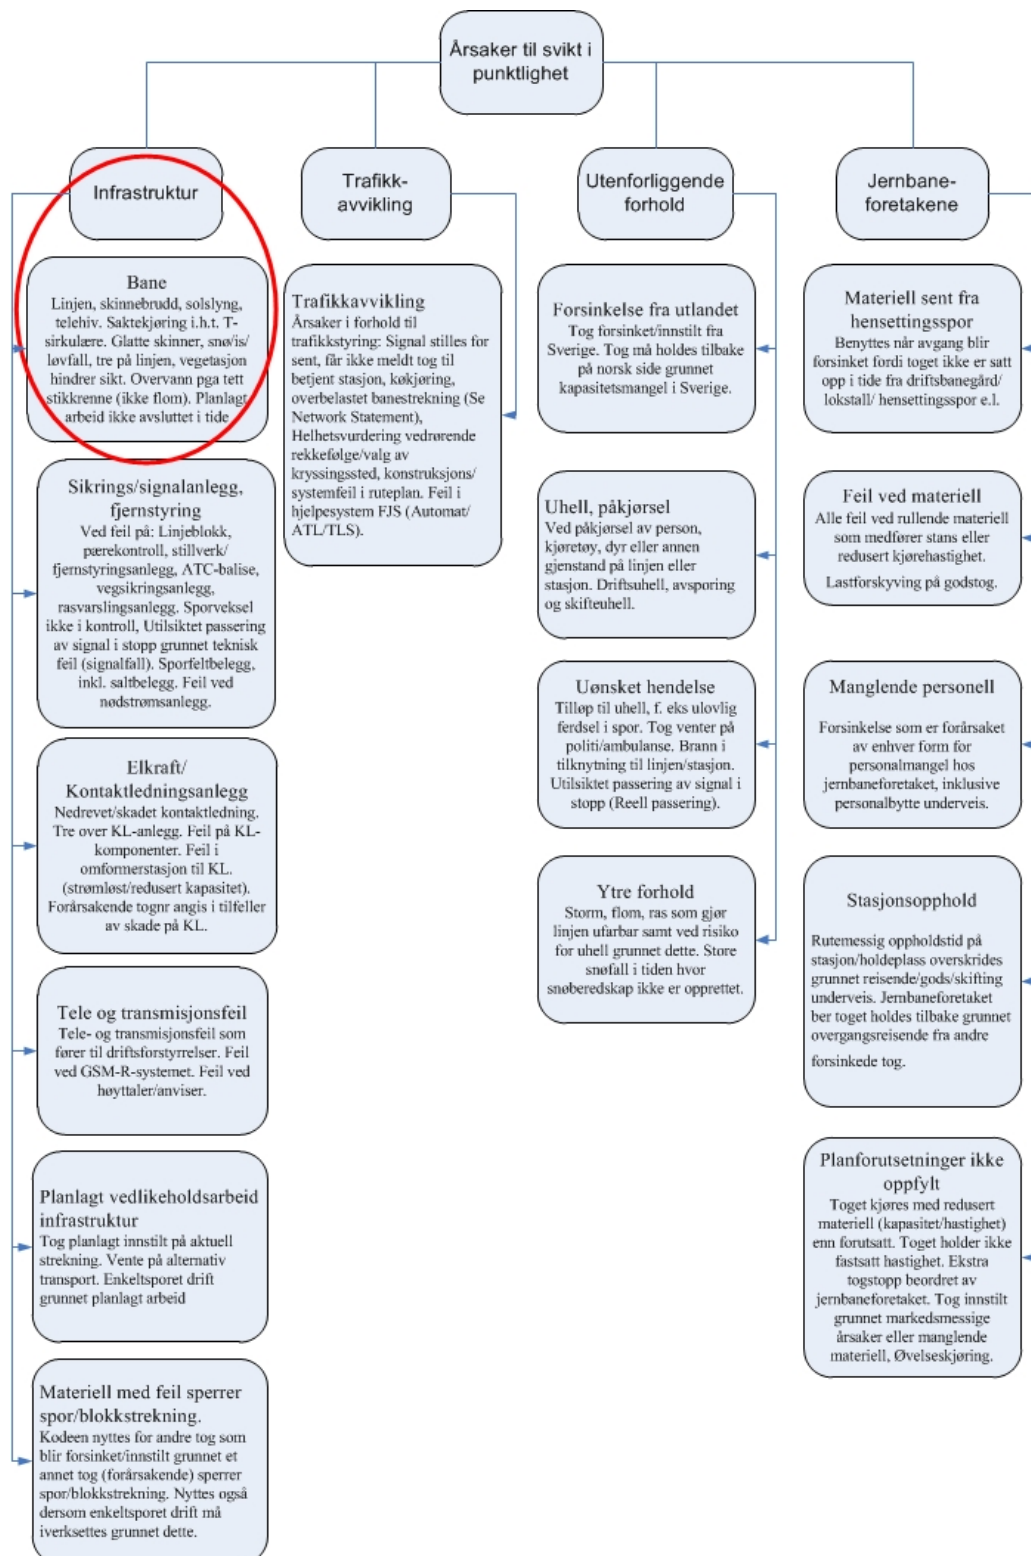 Årsaker til svikt i
punktlighet
Infrastruktur
Trafikk-
avvikling
Utenforliggende
forhold
Jernbane-
foretakene
Bane
Linjen, skinnebrudd, solslyng,
telehiv. Saktekjøring i.h.t. T-
sirkulære. Glatte skinner, snø/is/
løvfall, tre på linjen, vegetasjon
hindrer sikt. Overvann pga tett
stikkrenne (ikke flom). Planlagt
arbeid ikke avsluttet i tide
Sikrings/signalanlegg,
fjernstyring
Ved feil på: Linjeblokk,
pærekontroll, stillverk/
fjernstyringsanlegg, ATC-balise,
vegsikringsanlegg,
rasvarslingsanlegg. Sporveksel
ikke i kontroll, Utilsiktet passering
av signal i stopp grunnet teknisk
feil (signalfall). Sporfeltbelegg,
inkl. saltbelegg. Feil ved
nødstrømsanlegg.
Elkraft/
Kontaktledningsanlegg
Nedrevet/skadet kontaktledning.
Tre over KL-anlegg. Feil på KL-
komponenter. Feil i
omformerstasjon til KL.
(strømløst/redusert kapasitet).
Forårsakende tognr angis i tilfeller
av skade på KL.
Tele og transmisjonsfeil
Tele- og transmisjonsfeil som
fører til driftsforstyrrelser. Feil
ved GSM-R-systemet. Feil ved
høyttaler/anviser.
Planlagt vedlikeholdsarbeid
infrastruktur
Tog planlagt innstilt på aktuell
strekning. Vente på alternativ
transport. Enkeltsporet drift
grunnet planlagt arbeid
Materiell med feil sperrer
spor/blokkstrekning.
Kodeen nyttes for andre tog som
blir forsinket/innstilt grunnet et
annet tog (forårsakende) sperrer
spor/blokkstrekning. Nyttes også
dersom enkeltsporet drift må
iverksettes grunnet dette.
Trafikkavvikling
Årsaker i forhold til
trafikkstyring: Signal stilles for
sent, får ikke meldt tog til
betjent stasjon, køkjøring,
overbelastet banestrekning (Se
Network Statement),
Helhetsvurdering vedrørende
rekkefølge/valg av
kryssingssted, konstruksjons/
systemfeil i ruteplan. Feil i
hjelpesystem FJS (Automat/
ATL/TLS).
Forsinkelse fra utlandet
Tog forsinket/innstilt fra
Sverige. Tog må holdes tilbake
på norsk side grunnet
kapasitetsmangel i Sverige.
Uhell, påkjørsel
Ved påkjørsel av person,
kjøretøy, dyr eller annen
gjenstand på linjen eller
stasjon. Driftsuhell, avsporing
og skifteuhell.
Uønsket hendelse
Tilløp til uhell, f. eks ulovlig
ferdsel i spor. Tog venter på
politi/ambulanse. Brann i
tilknytning til linjen/stasjon.
Utilsiktet passering av signal i
stopp (Reell passering).
Ytre forhold
Storm, flom, ras som gjør
linjen ufarbar samt ved risiko
for uhell grunnet dette. Store
snøfall i tiden hvor
snøberedskap ikke er opprettet.
Materiell sent fra
hensettingsspor
Benyttes når avgang blir
forsinket fordi toget ikke er satt
opp i tide fra driftsbanegård/
lokstall/ hensettingsspor e.l.
Feil ved materiell
Alle feil ved rullende materiell
som medfører stans eller
redusert kjørehastighet.
Lastforskyving på godstog.
Manglende personell
Forsinkelse som er forårsaket
av enhver form for
personalmangel hos
jernbaneforetaket, inklusive
personalbytte underveis.
Stasjonsopphold
Rutemessig oppholdstid på
stasjon/holdeplass overskrides
grunnet reisende/gods/skifting
underveis. Jernbaneforetaket
ber toget holdes tilbake grunnet
overgangsreisende fra andre
forsinkede tog.
Planforutsetninger ikke
oppfylt
Toget kjøres med redusert
materiell (kapasitet/hastighet)
enn forutsatt. Toget holder ikke
fastsatt hastighet. Ekstra
togstopp beordret av
jernbaneforetaket. Tog innstilt
grunnet markedsmessige
årsaker eller manglende
materiell, Øvelseskjøring.